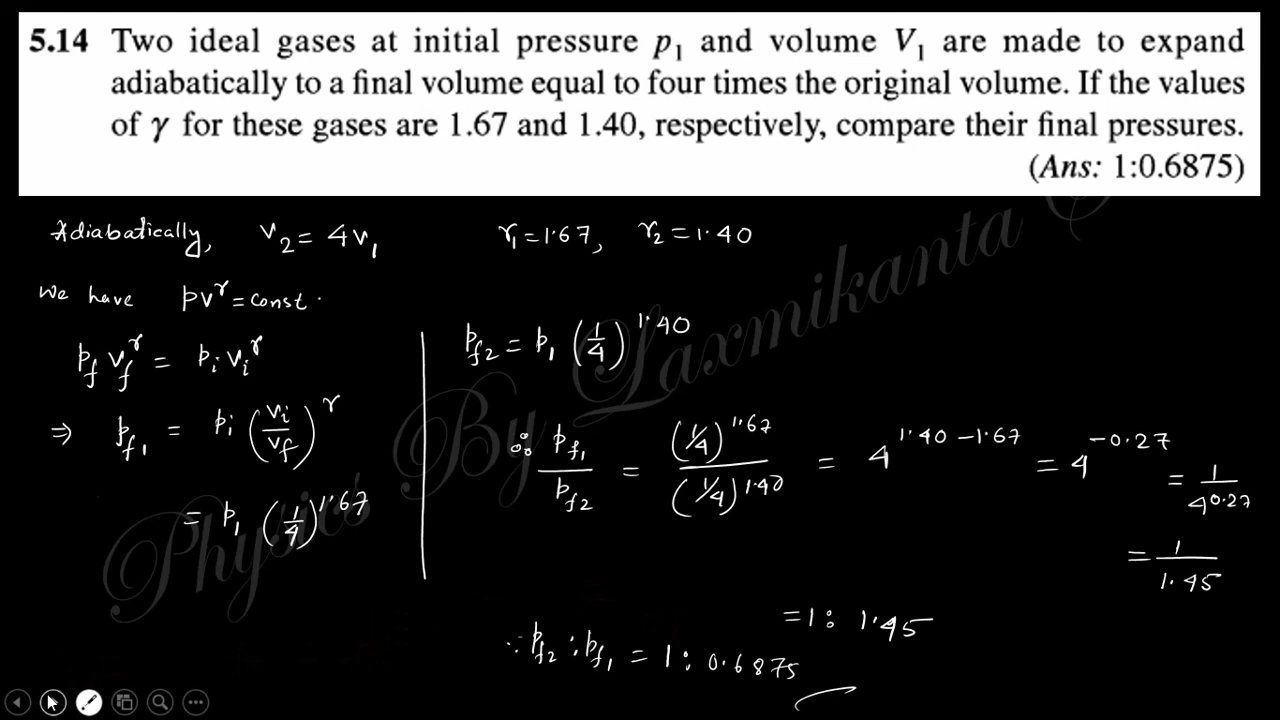 5.14 Two ideal gases at initial pressure p₁ and volume V₁ are made to expand
adiabatically to a final volume equal to four times the original volume. If the values
of γ for these gases are 1.67 and 1.40, respectively, compare their final pressures.
(Ans: 1:0.6875)
Adiabatically, V₂ = 4V₁ γ₁ = 1.67, γ₂ = 1.40
We have pV^γ = const.
p_f V_f^γ = p_i V_i^γ
⇒ p_f₁ = p_i (V_i/V_f)^γ
= p₁ (1/4)^1.67
p_f₂ = p₁ (1/4)^1.40
∴ p_f₁/p_f₂ = (1/4)^1.67/(1/4)^1.40 = 4^(1.40-1.67) = 4^-0.27 = 1/4^0.27
= 1/1.45
= 1 : 1.45
∵ p_f₂ : p_f₁ = 1 : 0.6875
Physics By Laxmikanta